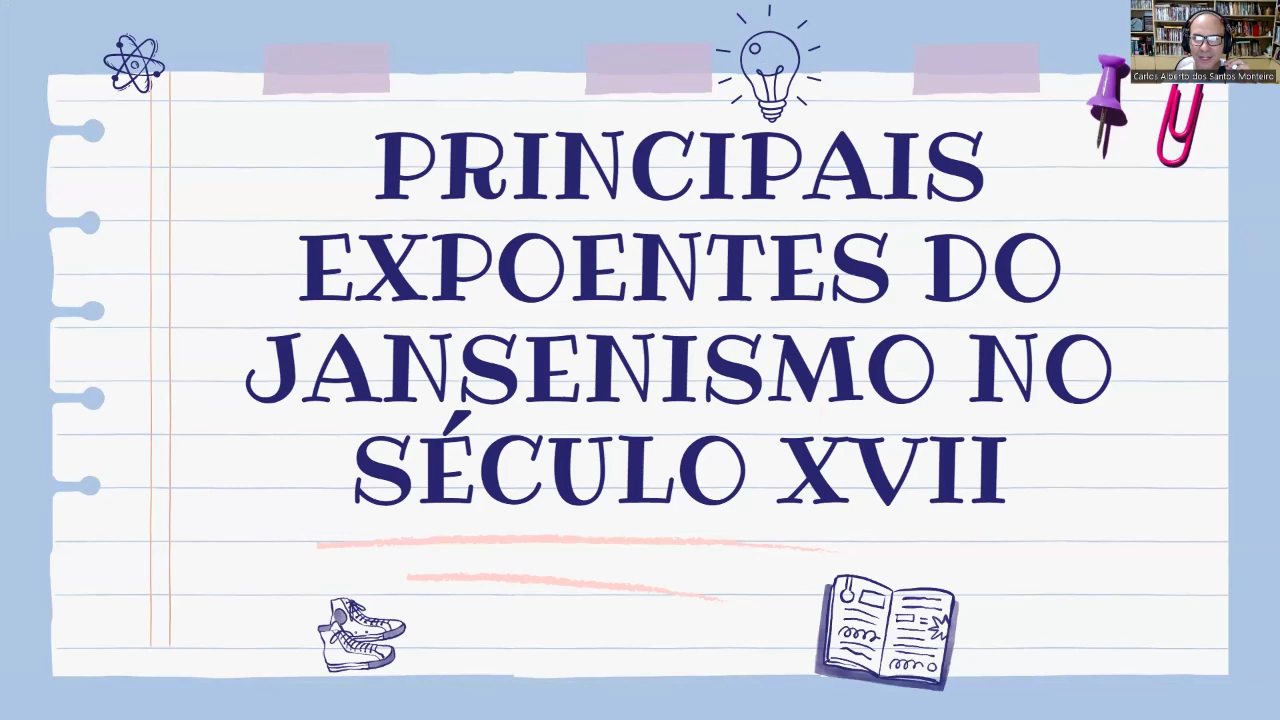 Carlos Alberto dos Santos Monteiro
PRINCIPAIS
EXPOENTES DO
JANSENISMO NO
SÉCULO XVII